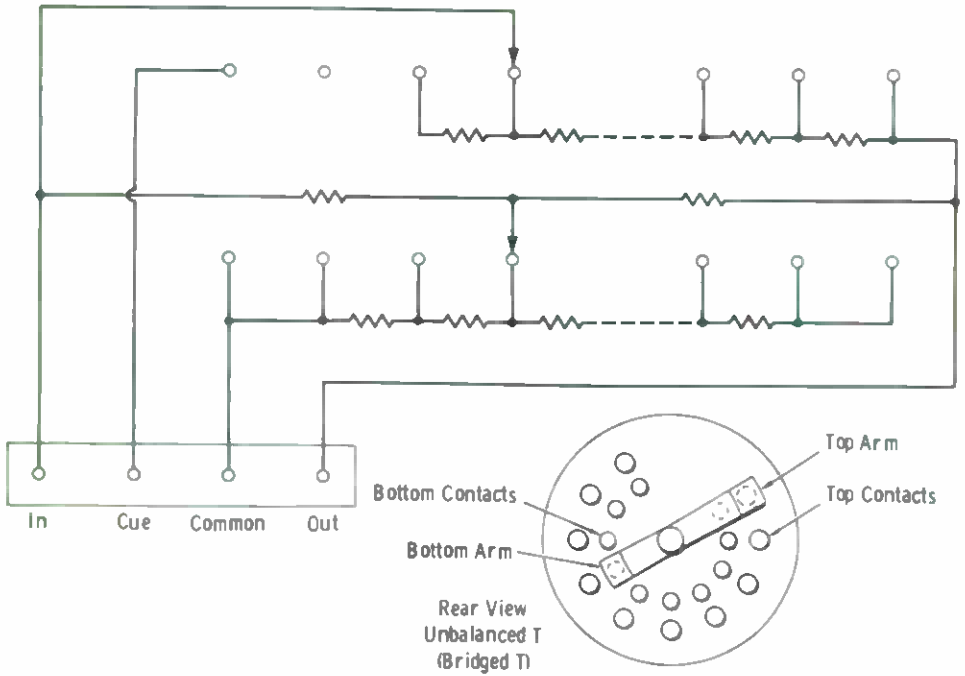 In
Cue
Common
Out
Bottom Contacts
Bottom Arm
Top Arm
Top Contacts
Rear View
Unbalanced T
(Bridged T)